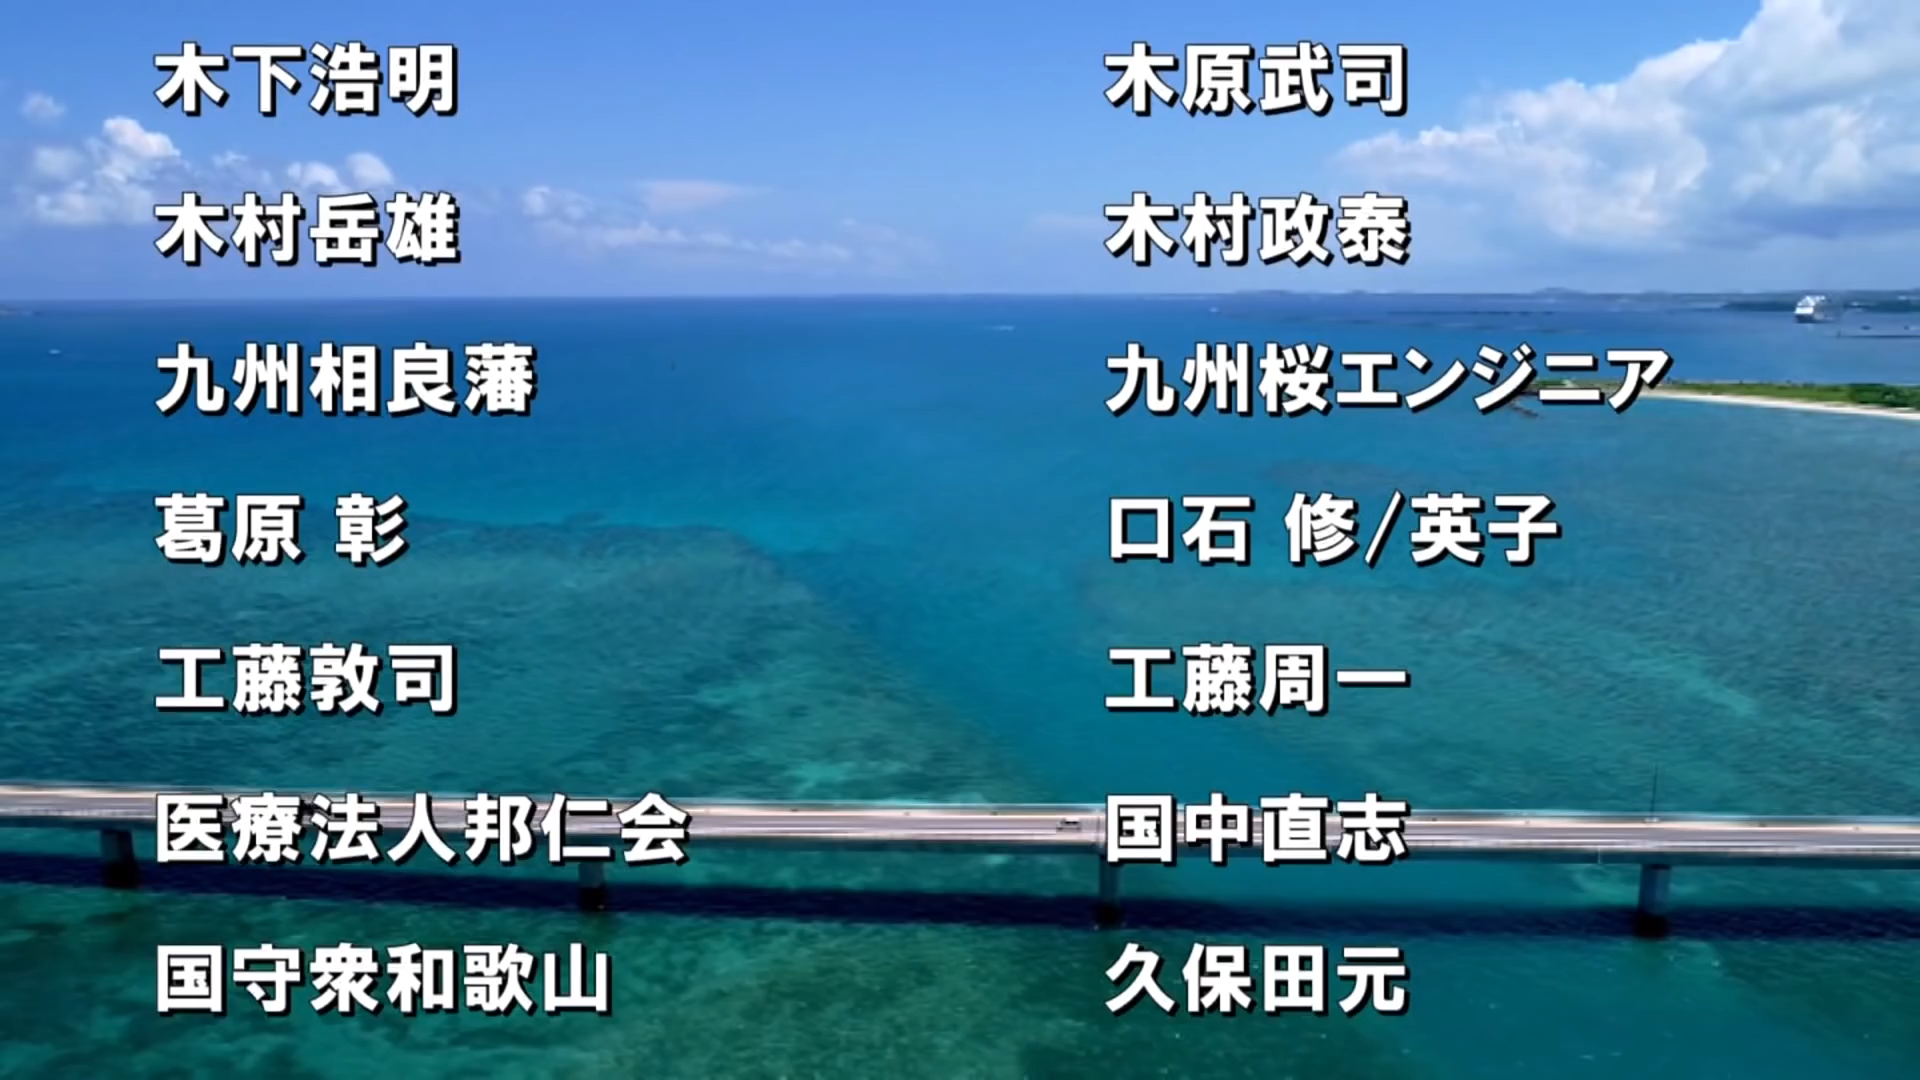 木下浩明
木原武司
木村岳雄
木村政泰
九州相良藩
九州桜エンジニア
葛原 彰
口石 修/英子
工藤敦司
工藤周一
医療法人邦仁会
国中直志
国守衆和歌山
久保田元